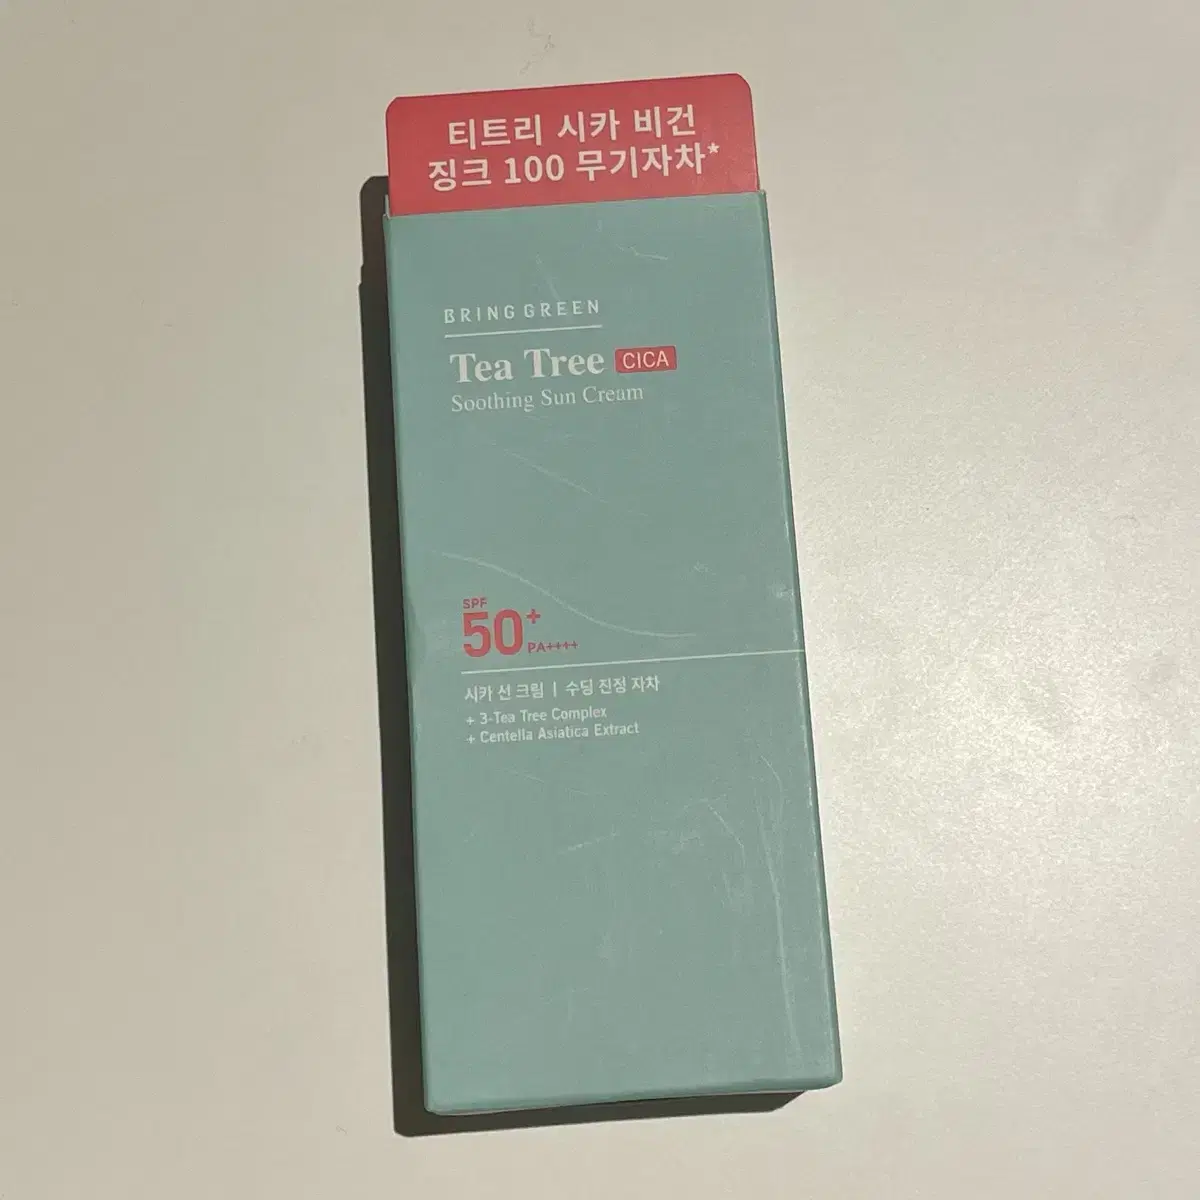 티트리 시카 비건
징크 100 무기자차*
BRING GREEN
Tea Tree CICA
Soothing Sun Cream
SPF
50+
PA++++
시카 선 크림 | 수딩 진정 자차
+ 3-Tea Tree Complex
+ Centella Asiatica Extract